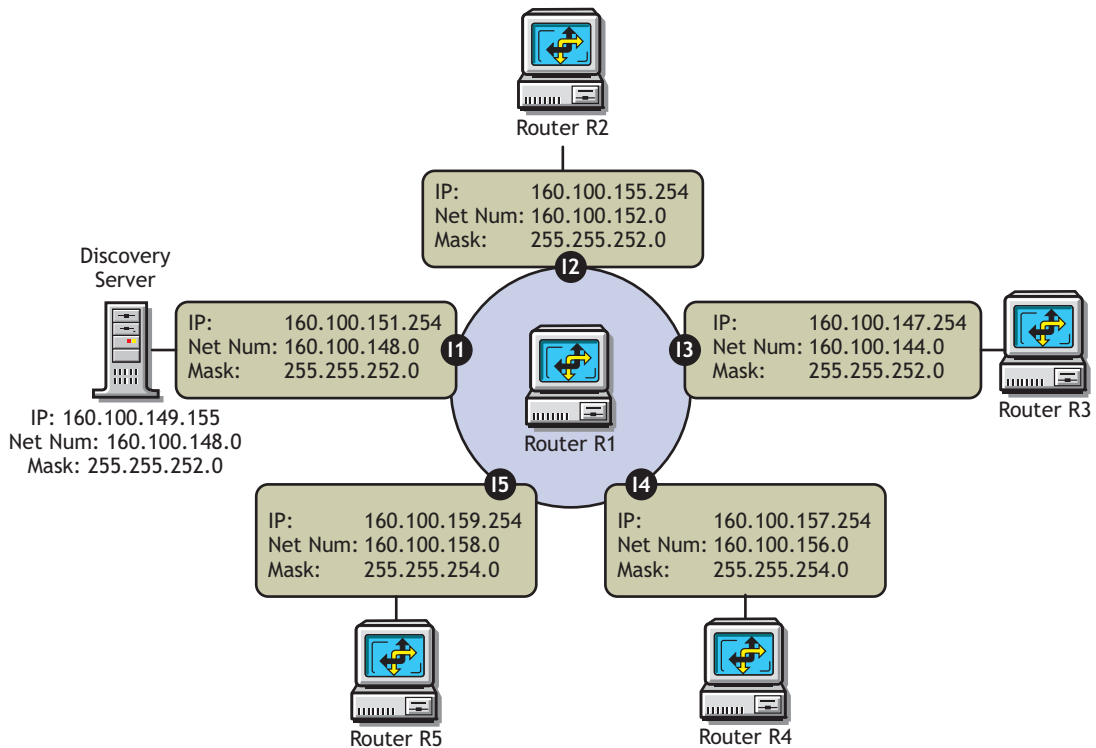 Router R2
IP: 160.100.155.254
Net Num: 160.100.152.0
Mask: 255.255.252.0
I2
Discovery
Server
IP: 160.100.151.254
Net Num: 160.100.148.0
Mask: 255.255.252.0
I1
IP: 160.100.149.155
Net Num: 160.100.148.0
Mask: 255.255.252.0
Router R1
I3
IP: 160.100.147.254
Net Num: 160.100.144.0
Mask: 255.255.252.0
Router R3
I5
IP: 160.100.159.254
Net Num: 160.100.158.0
Mask: 255.255.254.0
Router R5
I4
IP: 160.100.157.254
Net Num: 160.100.156.0
Mask: 255.255.254.0
Router R4